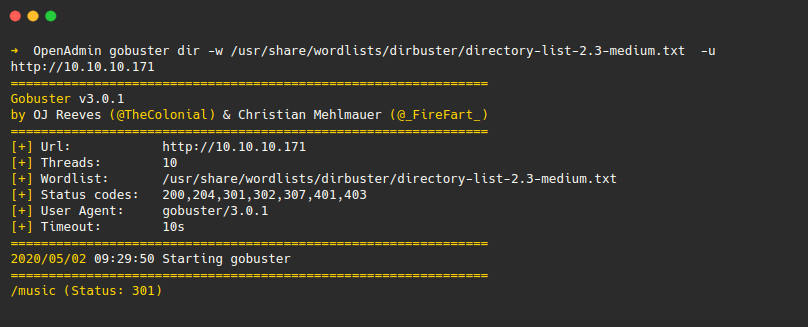 → OpenAdmin gobuster dir -w /usr/share/wordlists/dirbuster/directory-list-2.3-medium.txt -u
http://10.10.10.171
===============================================================
Gobuster v3.0.1
by OJ Reeves (@TheColonial) & Christian Mehlmauer (@_FireFart_)
===============================================================
[+] Url: http://10.10.10.171
[+] Threads: 10
[+] Wordlist: /usr/share/wordlists/dirbuster/directory-list-2.3-medium.txt
[+] Status codes: 200,204,301,302,307,401,403
[+] User Agent: gobuster/3.0.1
[+] Timeout: 10s
===============================================================
2020/05/02 09:29:50 Starting gobuster
===============================================================
/music (Status: 301)